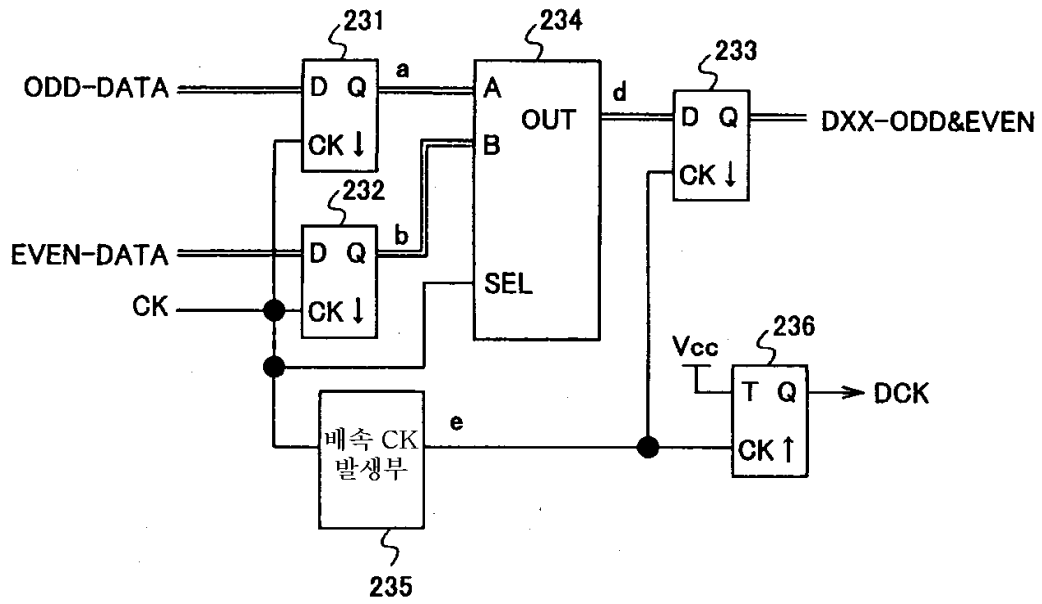 231
234
233
a
d
ODD-DATA
D Q
A
OUT
D Q
DXX-ODD&EVEN
CK↓
B
CK↓
232
b
EVEN-DATA
D Q
SEL
CK
CK↓
236
Vcc
T Q
DCK
배속 CK
발생부
e
CK↑
235